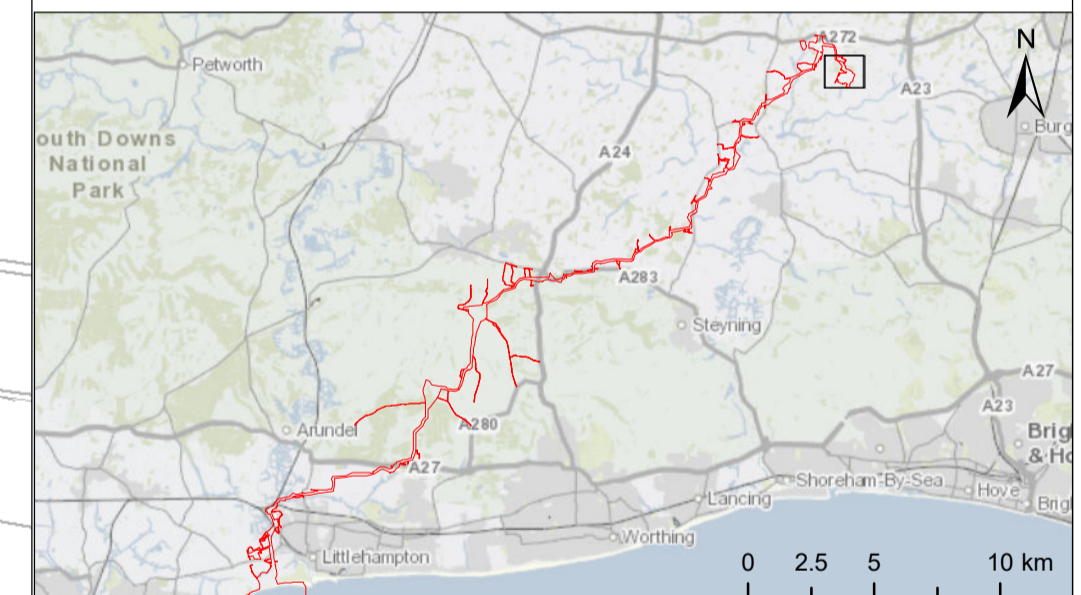 A272
N
Petworth
A23
Burg
outh Downs
National
Park
A24
A283
Steyning
A27
A23
Arundel
A280
Brig
& Ho
A27
Shoreham-By-Sea
Hove
Lancing
Brig
Worthing
Littlehampton
0 2.5 5 10 km